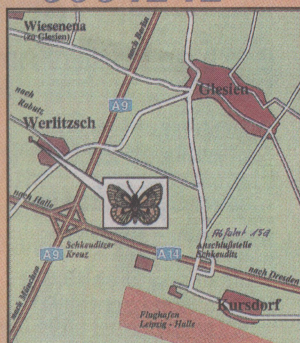 Wiesenena
(zu Glesien)
nach Berlin
Glesien
A9
nach
Rabutz
Werlitzsch
nach Halle
Abfahrt 15a
Schkeuditzer
Kreuz
Anschlußstelle
Schkeuditz
A9
A14
nach Dresden
nach München
Kursdorf
Flughafen
Leipzig - Halle